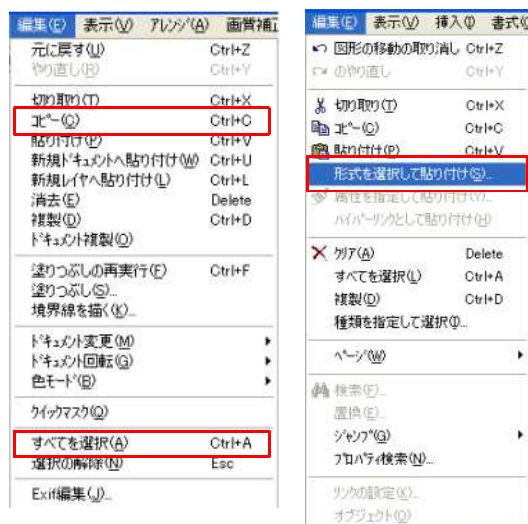 編集(E) 表示(V) アレンジ(A) 画質補正
元に戻す(U) Ctrl+Z
やり直し(R) Ctrl+Y
切り取り(T) Ctrl+X
コピー(C) Ctrl+C
貼り付け(P) Ctrl+V
新規ドキュメントへ貼り付け(W) Ctrl+U
新規レイヤへ貼り付け(L) Ctrl+L
消去(E) Delete
複製(D) Ctrl+D
ドキュメント複製(O)
塗りつぶしの再実行(F) Ctrl+F
塗りつぶし(S)...
境界線を描く(K)...
ドキュメント変更(M)
ドキュメント回転(G)
色モード(B)
クイックマスク(Q)
すべてを選択(A) Ctrl+A
選択の解除(N) Esc
Exif編集(J)...
編集(E) 表示(V) 挿入(I) 書式(O
図形の移動の取り消し Ctrl+Z
のやり直し Ctrl+Y
切り取り(T) Ctrl+X
コピー(C) Ctrl+C
貼り付け(P) Ctrl+V
形式を選択して貼り付け(S)...
属性を指定して貼り付け(Y)...
ハイパーリンクとして貼り付け(H)
クリア(A) Delete
すべてを選択(L) Ctrl+A
複製(D) Ctrl+D
種類を指定して選択(I)...
ページ(W)
検索(F)...
置換(E)...
ジャンプ(G)
プロパティ検索(N)...
リンクの設定(K)...
オブジェクト(O)